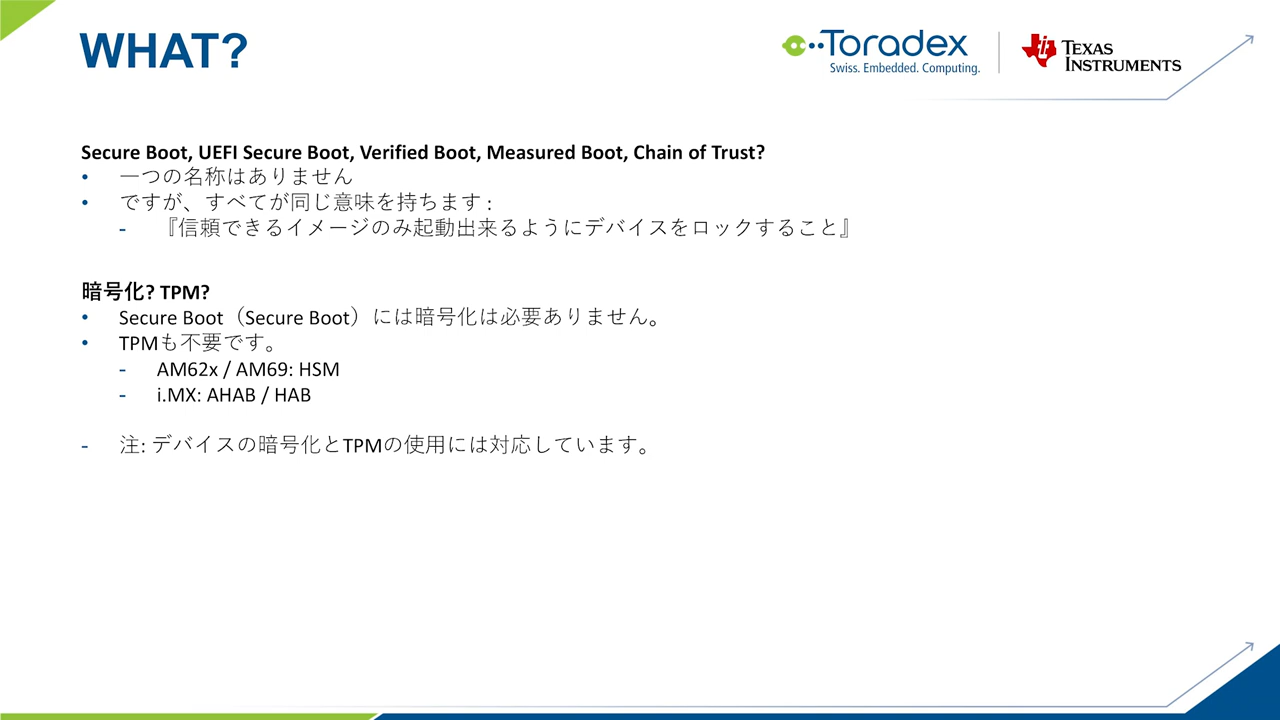 WHAT?
Toradex
Swiss. Embedded. Computing.
TEXAS INSTRUMENTS
Secure Boot, UEFI Secure Boot, Verified Boot, Measured Boot, Chain of Trust?
• 一つの名称はありません
• ですが、すべてが同じ意味を持ちます :
- 『信頼できるイメージのみ起動出来るようにデバイスをロックすること』
暗号化? TPM?
• Secure Boot（Secure Boot）には暗号化は必要ありません。
• TPMも不要です。
- AM62x / AM69: HSM
- i.MX: AHAB / HAB
- 注: デバイスの暗号化とTPMの使用には対応しています。